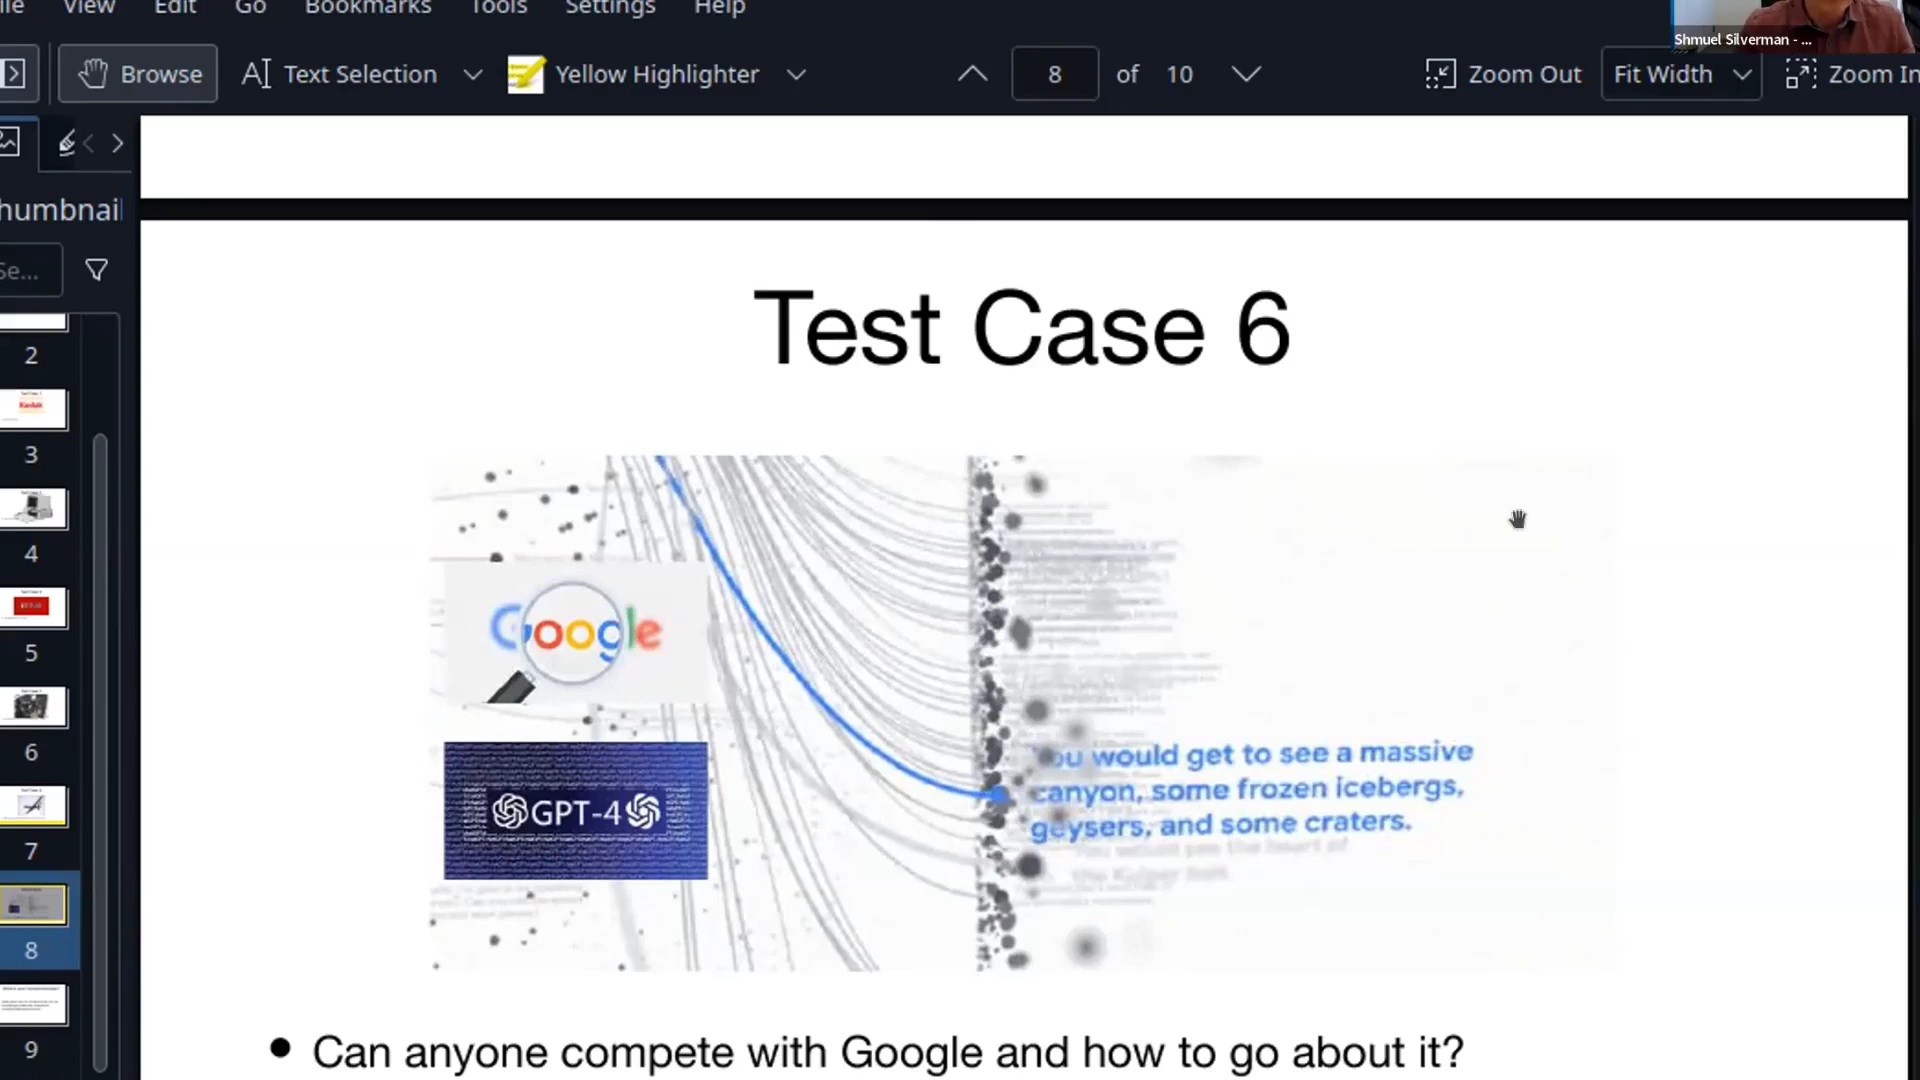 View Edit Go Bookmarks Tools Settings Help
Shmuel Silverman - ...
Browse Text Selection Yellow Highlighter 8 of 10 Zoom Out Fit Width Zoom In
humbnail
Se...
2
Kodak
3
4
5
6
7
8
9
Test Case 6
Google
GPT-4
You would get to see a massive
canyon, some frozen icebergs,
geysers, and some craters.
• Can anyone compete with Google and how to go about it?